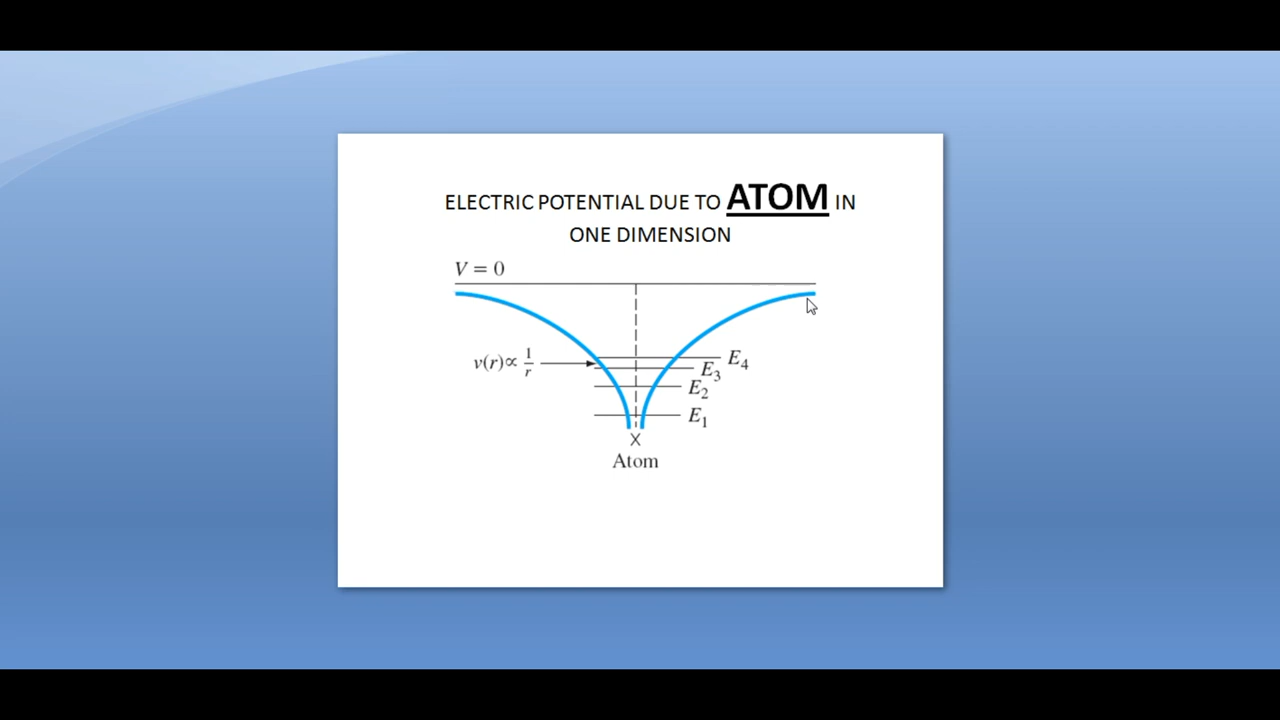 ELECTRIC POTENTIAL DUE TO ATOM IN
ONE DIMENSION
V = 0
v(r)∝ 1/r
E₄
E₃
E₂
E₁
X
Atom